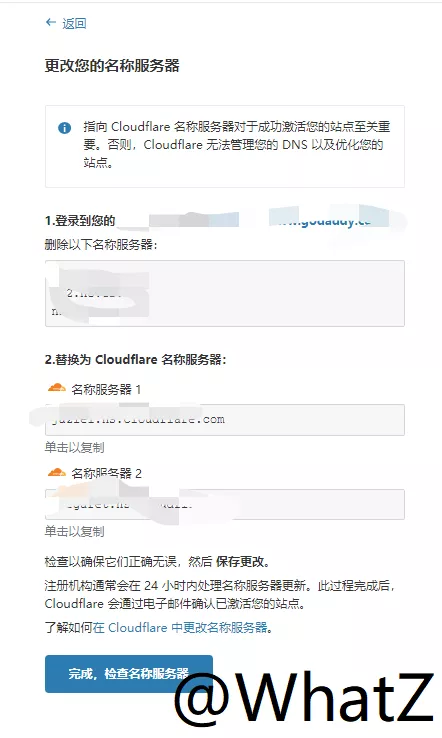 ← 返回
更改您的名称服务器
指向 Cloudflare 名称服务器对于成功激活您的站点至关重
要。否则，Cloudflare 无法管理您的 DNS 以及优化您的
站点。
1.登录到您的
删除以下名称服务器：
2.替换为 Cloudflare 名称服务器：
名称服务器 1
.ns.cloudflare.com
单击以复制
名称服务器 2
单击以复制
检查以确保它们正确无误，然后 保存更改。
注册机构通常会在 24 小时内处理名称服务器更新。此过程完成后，
Cloudflare 会通过电子邮件确认已激活您的站点。
了解如何在 Cloudflare 中更改名称服务器。
完成，检查名称服务器
@WhatZ